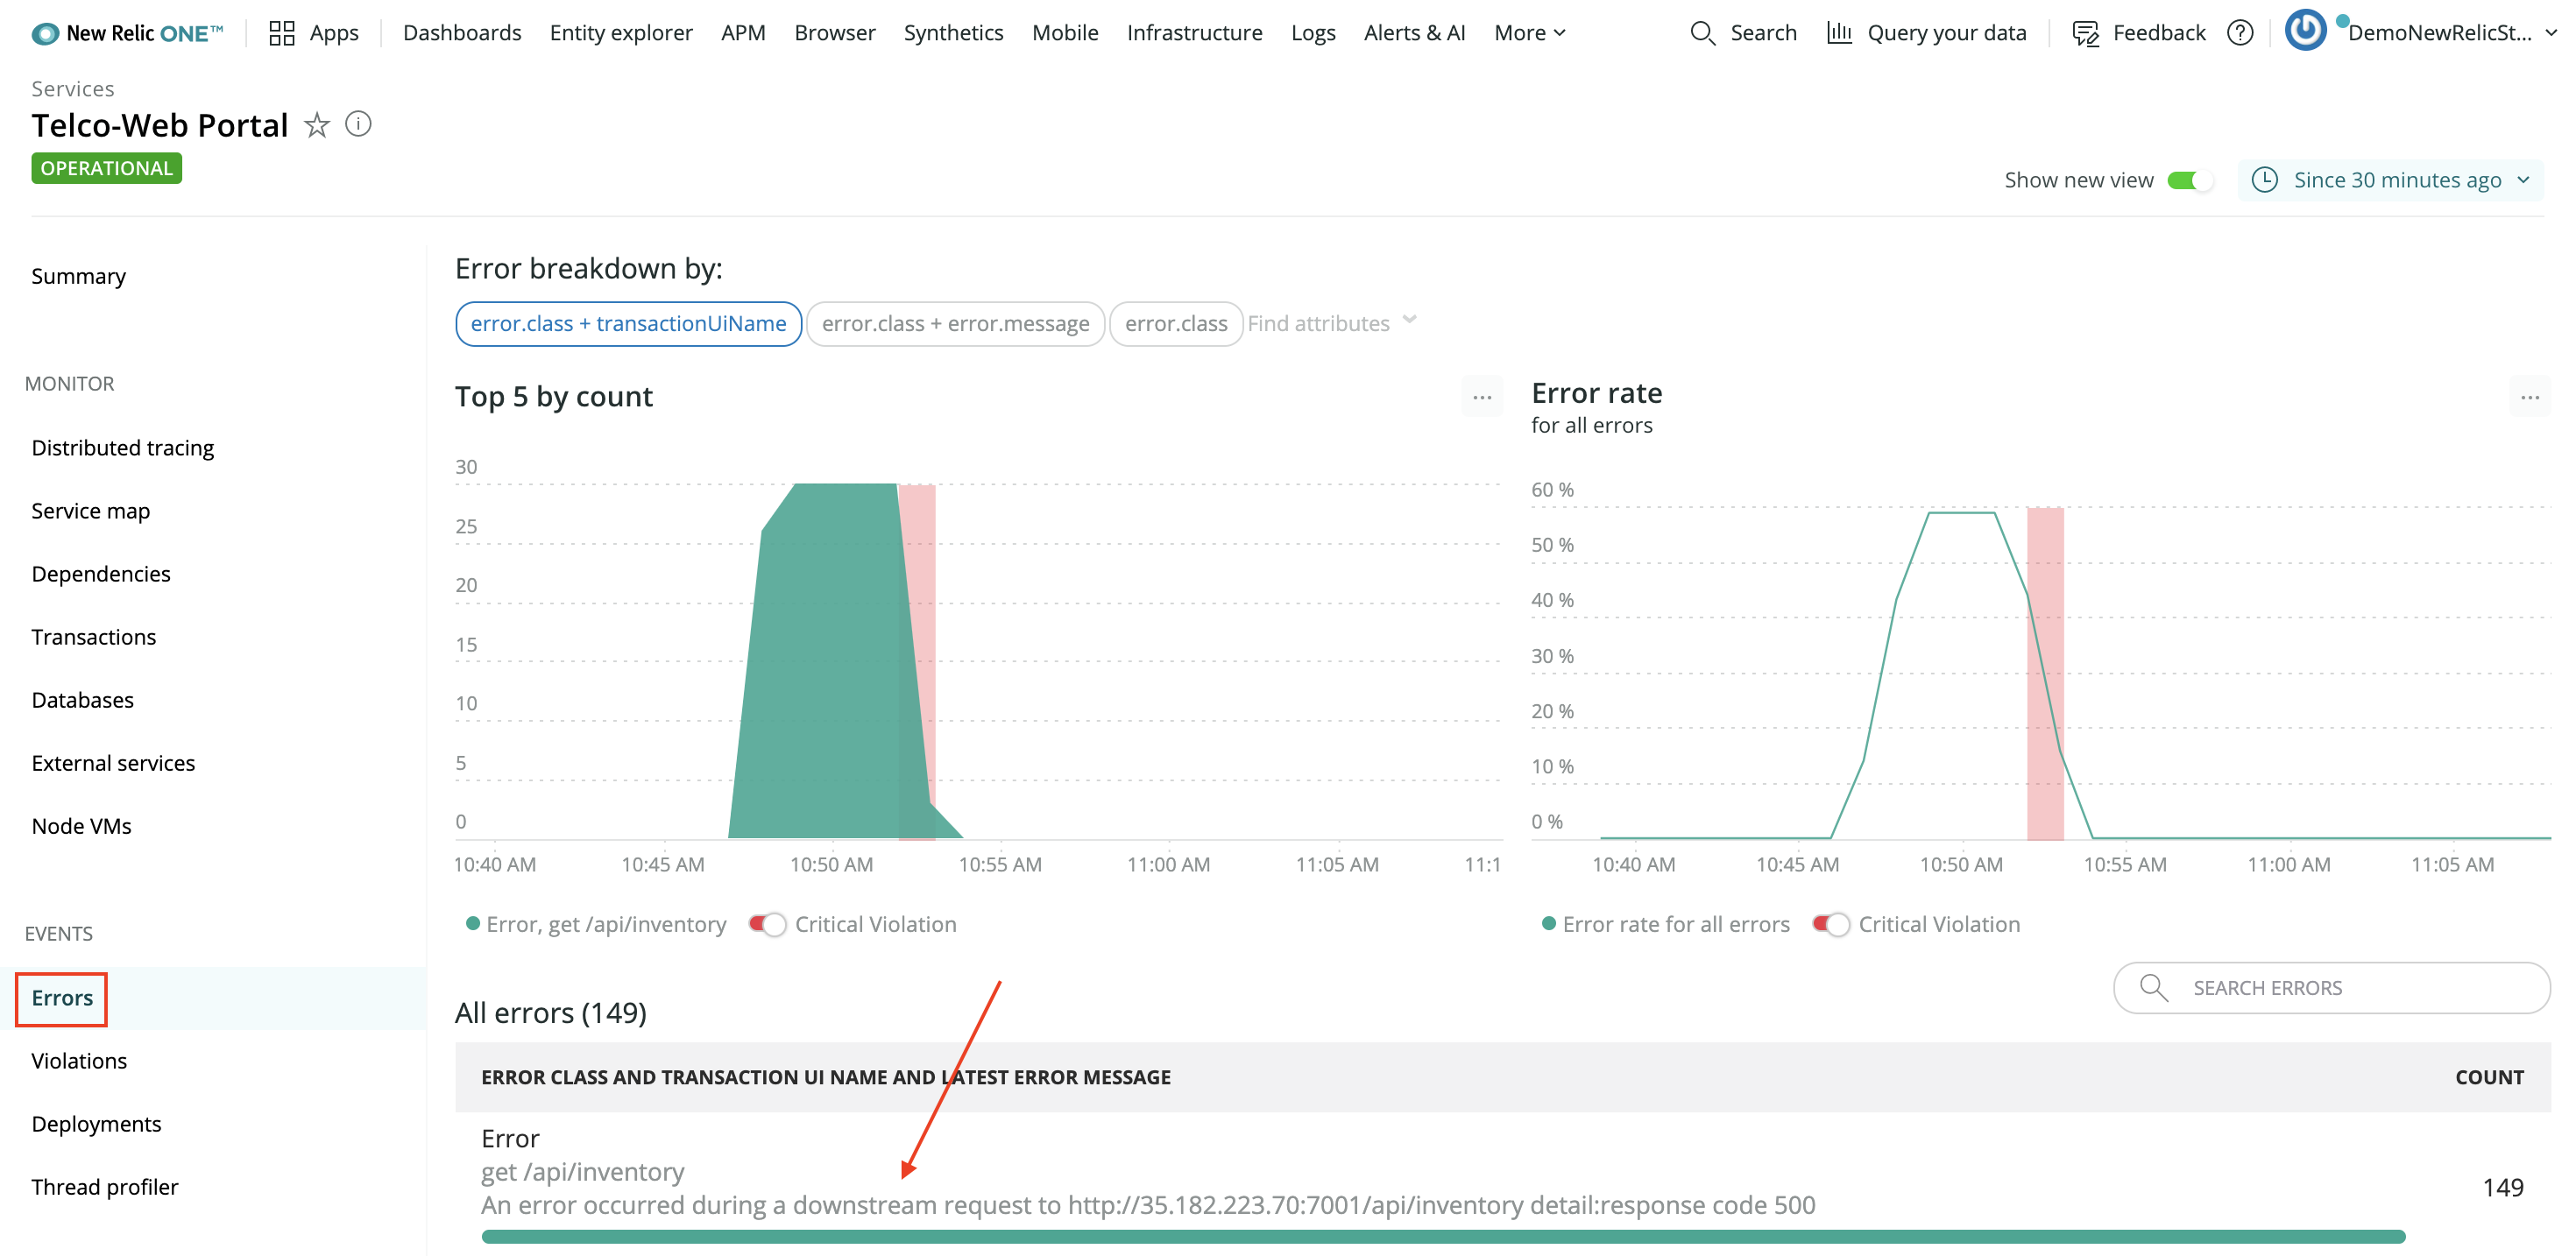 New Relic ONE™ Apps Dashboards Entity explorer APM Browser Synthetics Mobile Infrastructure Logs Alerts & AI More Search Query your data Feedback ? DemoNewRelicSt...
Services
Telco-Web Portal i
OPERATIONAL
Show new view Since 30 minutes ago
Summary
MONITOR
Distributed tracing
Service map
Dependencies
Transactions
Databases
External services
Node VMs
EVENTS
Errors
Violations
Deployments
Thread profiler
Error breakdown by:
error.class + transactionUiName error.class + error.message error.class Find attributes
Top 5 by count
...
30
25
20
15
10
5
0
10:40 AM 10:45 AM 10:50 AM 10:55 AM 11:00 AM 11:05 AM 11:1
Error, get /api/inventory Critical Violation
Error rate
for all errors
...
60 %
50 %
40 %
30 %
20 %
10 %
0 %
10:40 AM 10:45 AM 10:50 AM 10:55 AM 11:00 AM 11:05 AM
Error rate for all errors Critical Violation
SEARCH ERRORS
All errors (149)
ERROR CLASS AND TRANSACTION UI NAME AND LATEST ERROR MESSAGE COUNT
Error
get /api/inventory
An error occurred during a downstream request to http://35.182.223.70:7001/api/inventory detail:response code 500
149